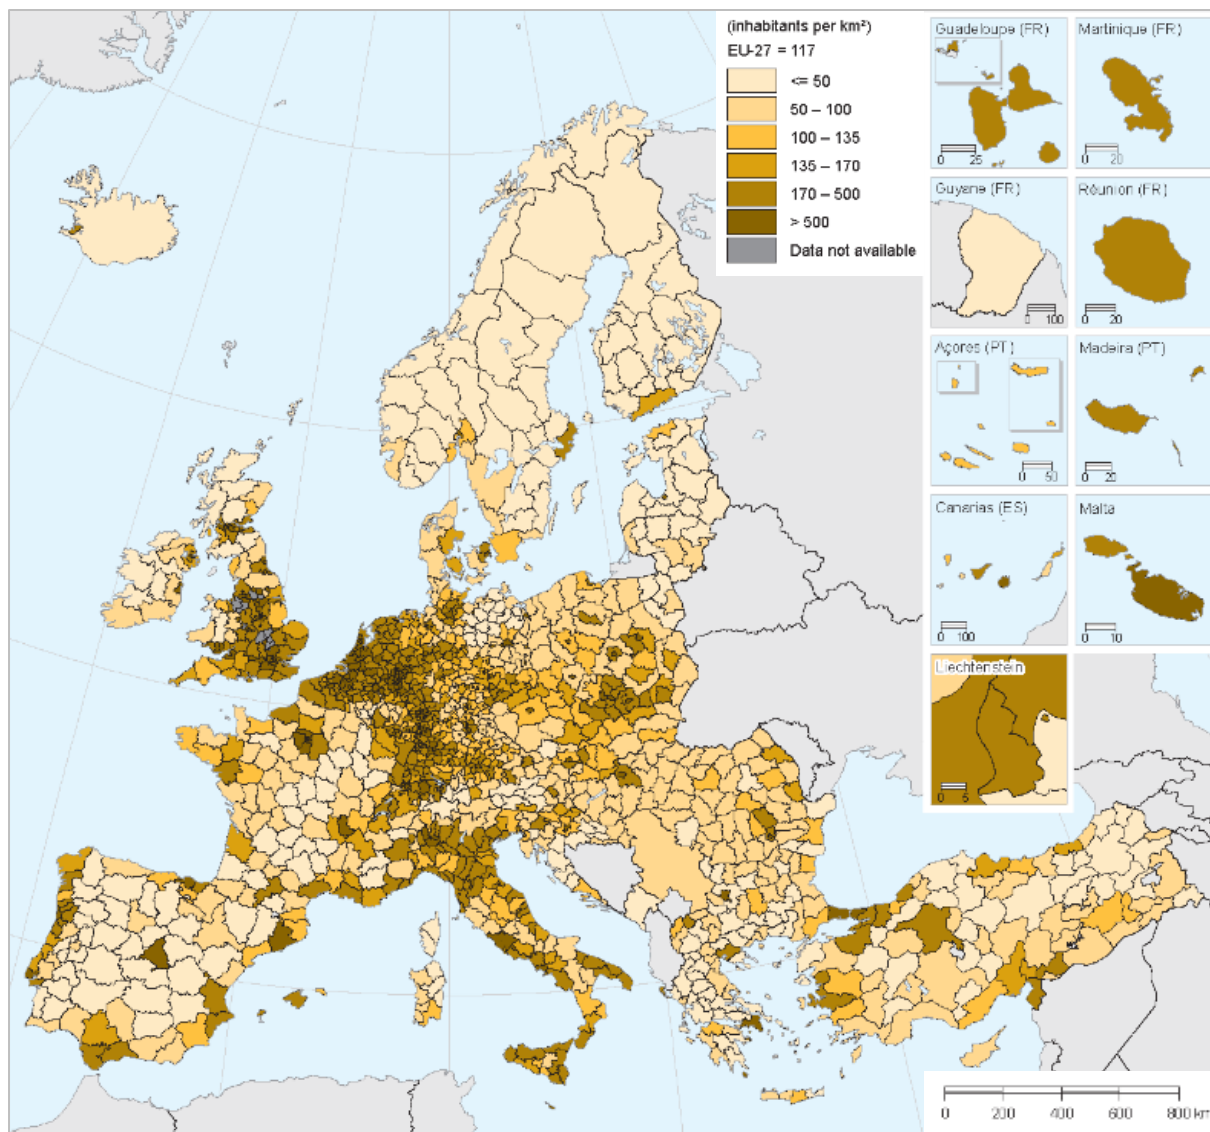 (inhabitants per km²)
EU-27 = 117
<= 50
50 – 100
100 – 135
135 – 170
170 – 500
> 500
Data not available
Guadeloupe (FR)
0 25
Martinique (FR)
0 20
Guyane (FR)
0 100
Réunion (FR)
0 20
Açores (PT)
0 50
Madeira (PT)
0 20
Canarias (ES)
0 100
Malta
0 10
Liechtenstein
0 5
0 200 400 600 800 km